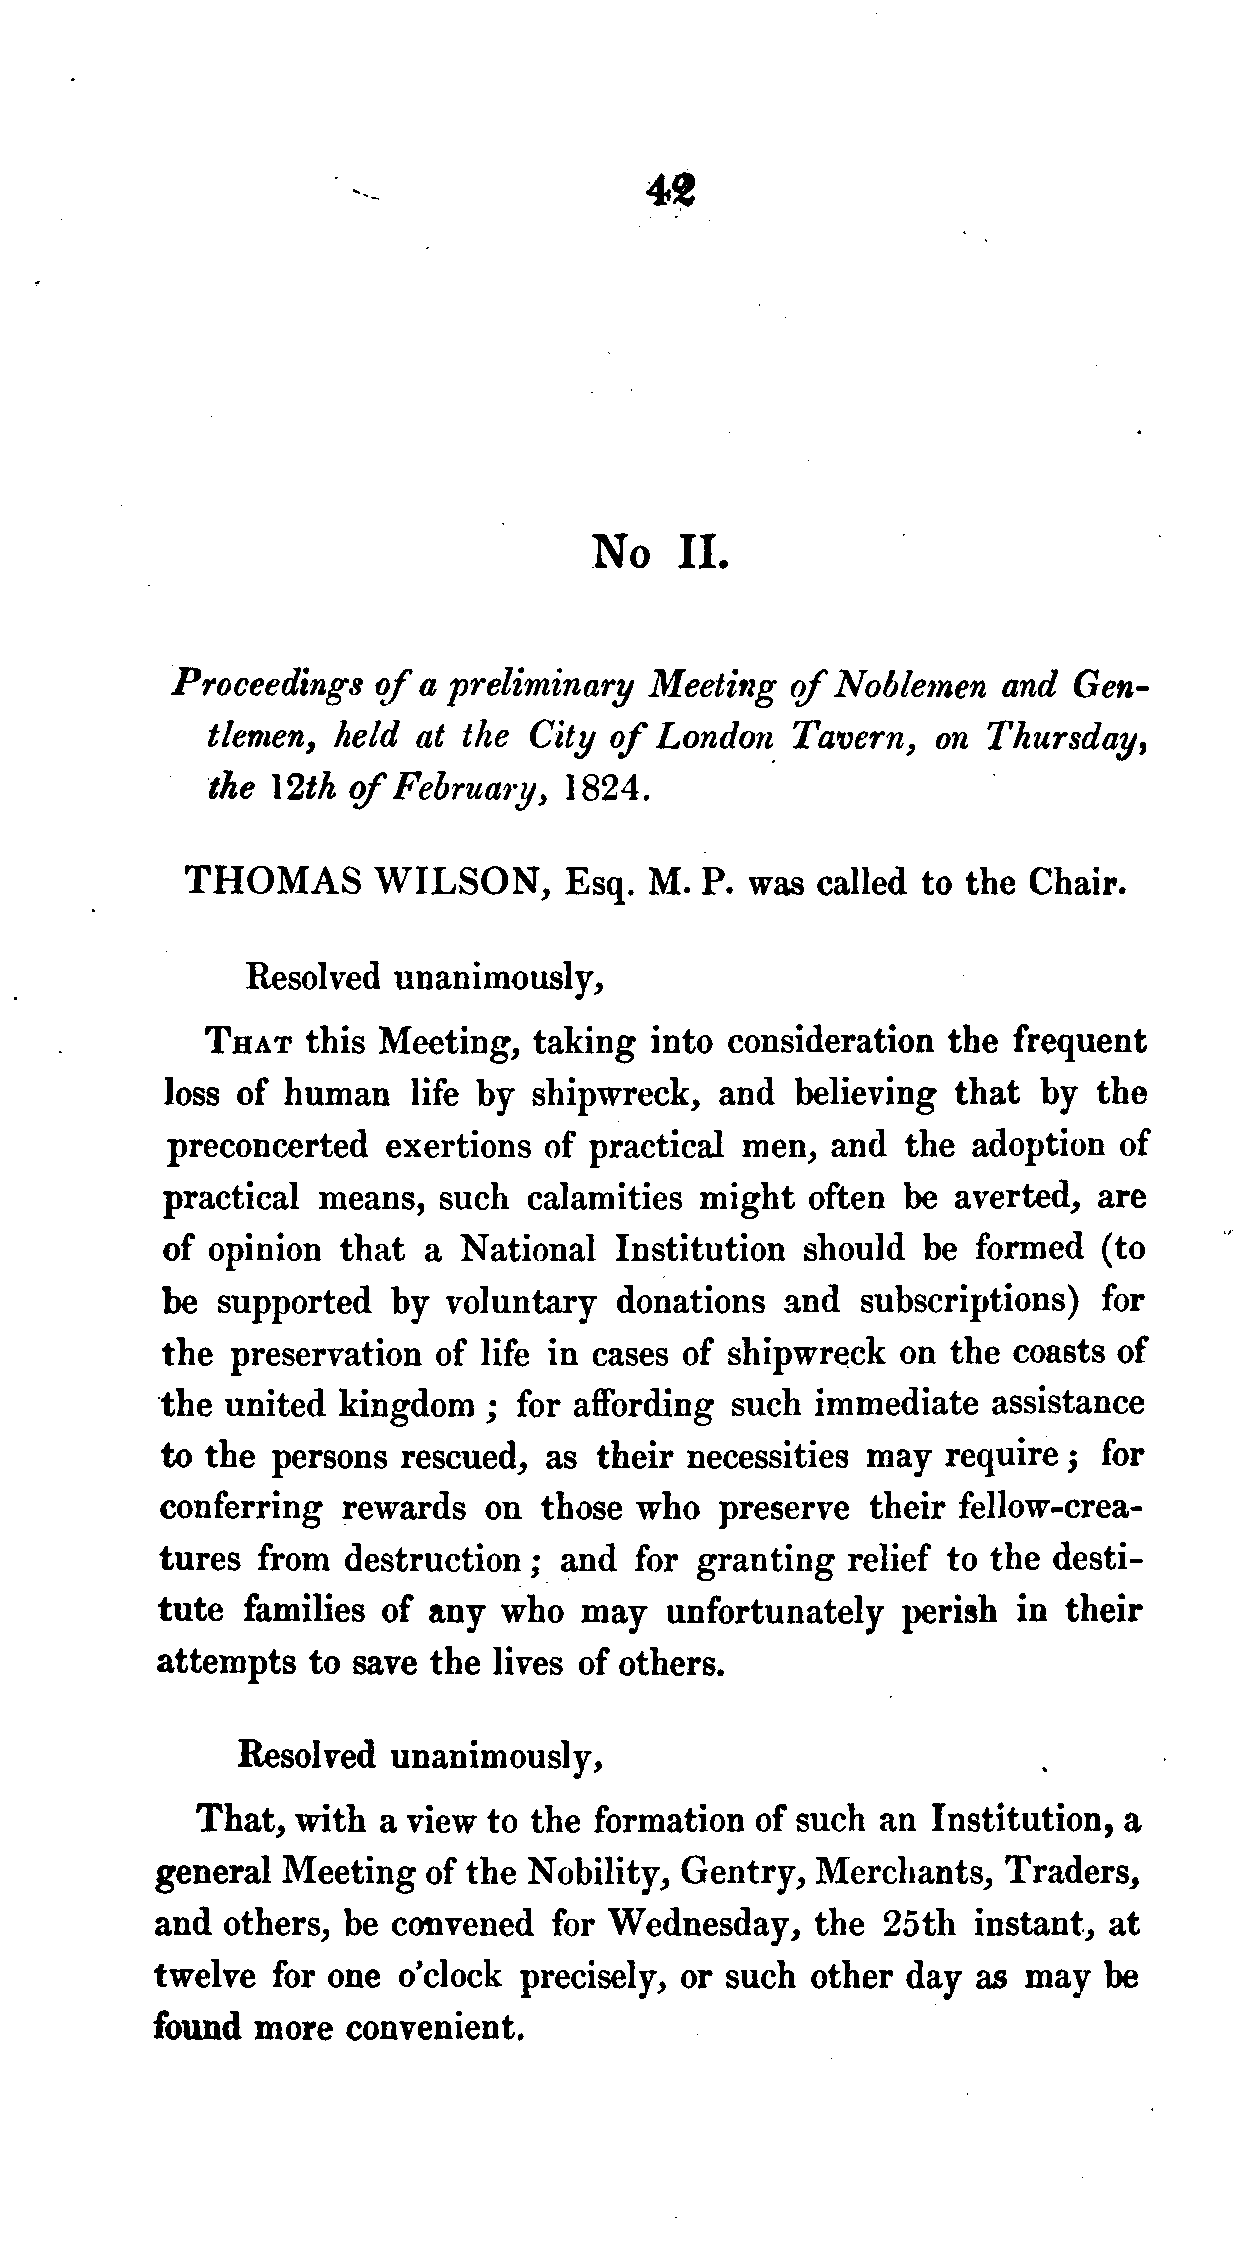 42
No II.
Proceedings of a preliminary Meeting of Noblemen and Gen-
tlemen, held at the City of London Tavern, on Thursday,
the 12th of February, 1824.
THOMAS WILSON, Esq. M. P. was called to the Chair.
Resolved unanimously,
THAT this Meeting, taking into consideration the frequent
loss of human life by shipwreck, and believing that by the
preconcerted exertions of practical men, and the adoption of
practical means, such calamities might often be averted, are
of opinion that a National Institution should be formed (to
be supported by voluntary donations and subscriptions) for
the preservation of life in cases of shipwreck on the coasts of
the united kingdom ; for affording such immediate assistance
to the persons rescued, as their necessities may require ; for
conferring rewards on those who preserve their fellow-crea-
tures from destruction ; and for granting relief to the desti-
tute families of any who may unfortunately perish in their
attempts to save the lives of others.
Resolved unanimously,
That, with a view to the formation of such an Institution, a
general Meeting of the Nobility, Gentry, Merchants, Traders,
and others, be convened for Wednesday, the 25th instant, at
twelve for one o'clock precisely, or such other day as may be
found more convenient.